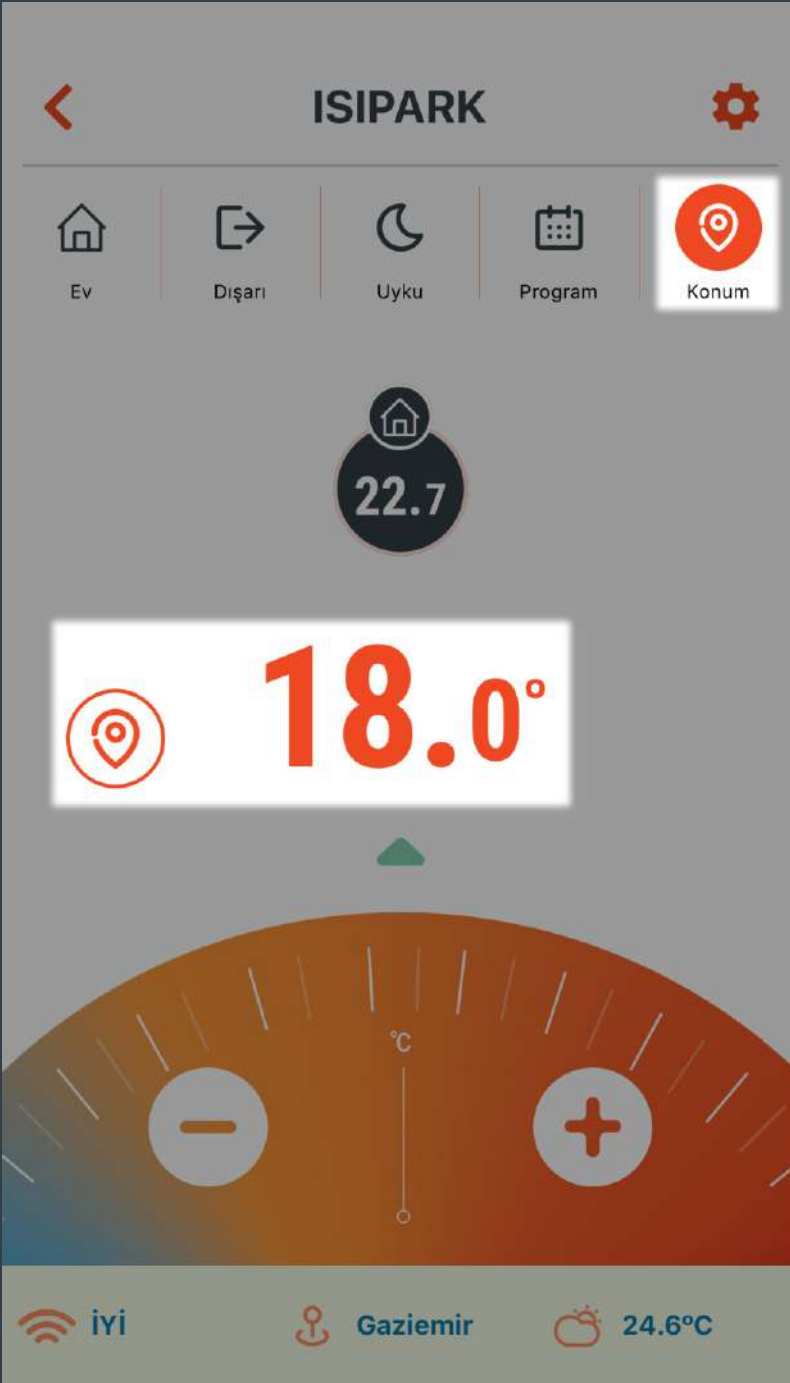 ISIPARK
Ev Dışarı Uyku Program Konum
22.7
18.0°
°C
İYİ Gaziemir 24.6°C